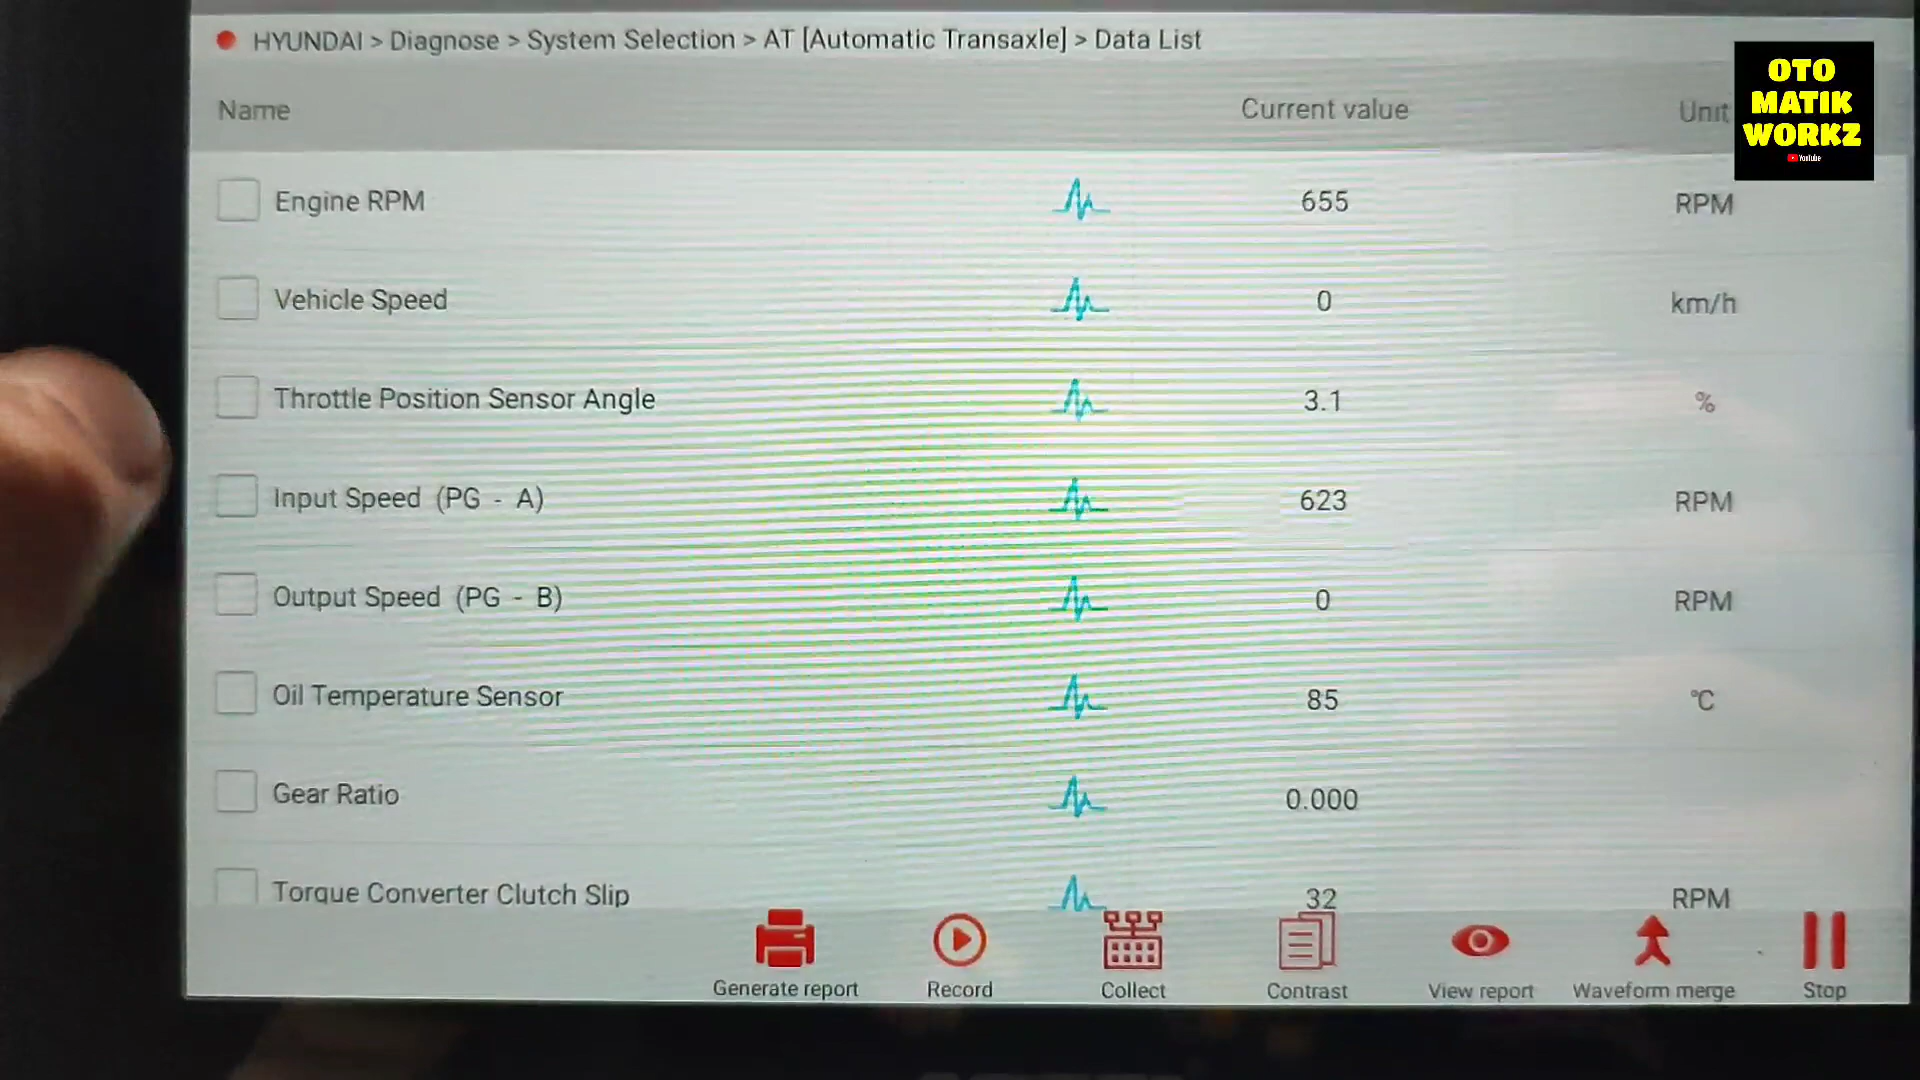 HYUNDAI > Diagnose > System Selection > AT [Automatic Transaxle] > Data List
OTO
MATIK
WORKZ
YouTube
Name Current value Unit
Engine RPM 655 RPM
Vehicle Speed 0 km/h
Throttle Position Sensor Angle 3.1 %
Input Speed (PG - A) 623 RPM
Output Speed (PG - B) 0 RPM
Oil Temperature Sensor 85 °C
Gear Ratio 0.000
Torque Converter Clutch Slip 32 RPM
Generate report Record Collect Contrast View report Waveform merge Stop